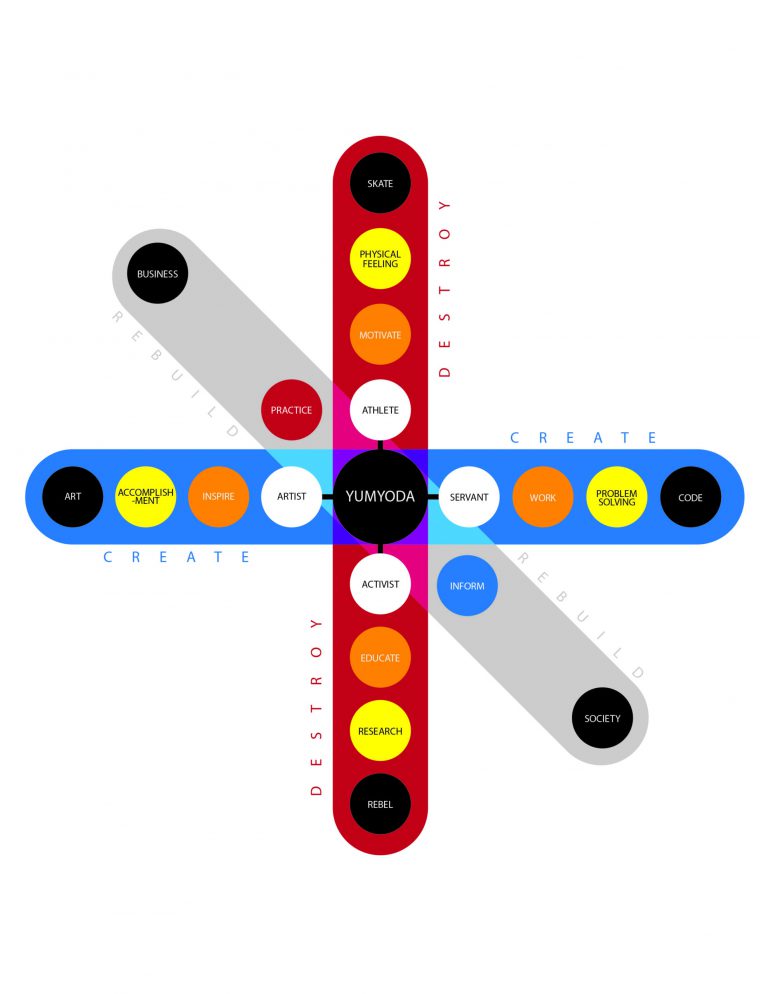 SKATE
DESTROY
PHYSICAL
FEELING
BUSINESS
REBUILD
MOTIVATE
PRACTICE
ATHLETE
CREATE
ART
ACCOMPLISH
-MENT
INSPIRE
ARTIST
YUMYODA
SERVANT
WORK
PROBLEM
SOLVING
CODE
CREATE
REBUILD
ACTIVIST
INFORM
DESTROY
EDUCATE
SOCIETY
RESEARCH
REBEL